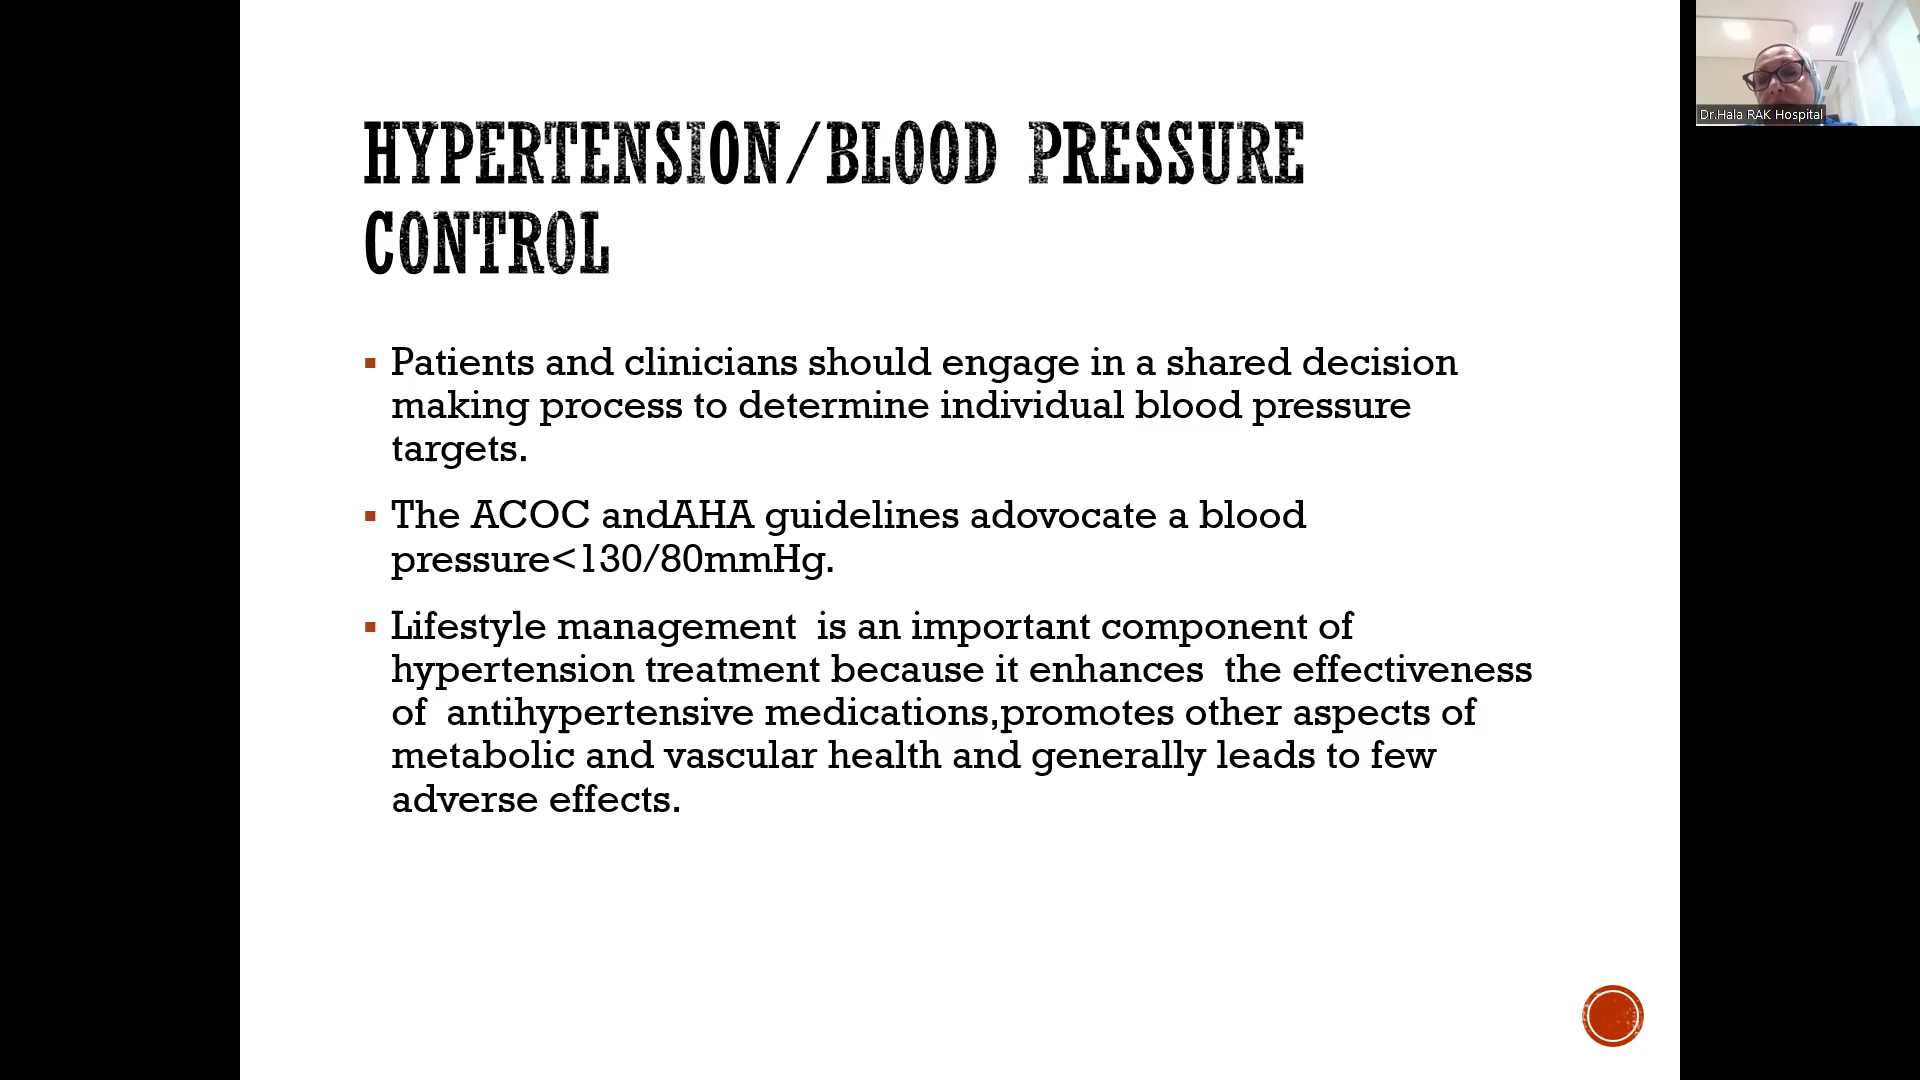 HYPERTENSION/BLOOD PRESSURE
CONTROL
Patients and clinicians should engage in a shared decision
making process to determine individual blood pressure
targets.
The ACOC andAHA guidelines adovocate a blood
pressure<130/80mmHg.
Lifestyle management  is an important component of
hypertension treatment because it enhances  the effectiveness
of  antihypertensive medications,promotes other aspects of
metabolic and vascular health and generally leads to few
adverse effects.
Dr.Hala RAK Hospital